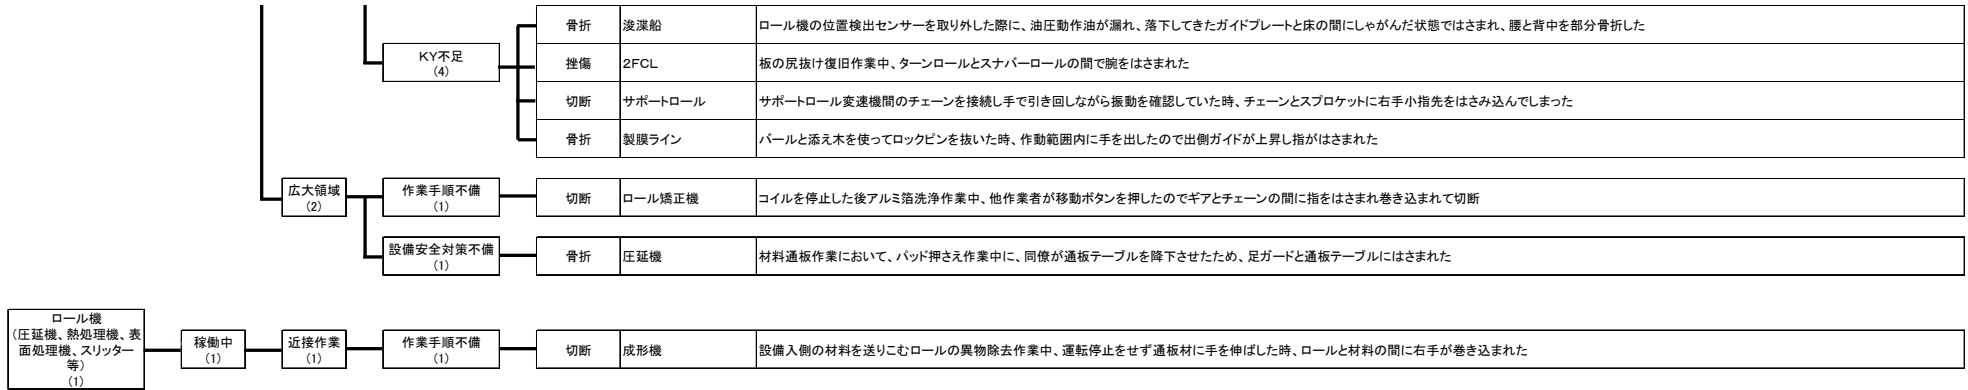 骨折 浚渫船 ロール機の位置検出センサーを取り外した際に、油圧動作油が漏れ、落下してきたガイドプレートと床の間にしゃがんだ状態ではさまれ、腰と背中を部分骨折した
KY不足
(4)
挫傷 2FCL 板の尻抜け復旧作業中、ターンロールとスナバーロールの間で腕をはさまれた
切断 サポートロール サポートロール変速機間のチェーンを接続し手で引き回しながら振動を確認していた時、チェーンとスプロケットに右手小指先をはさみ込んでしまった
骨折 製膜ライン バールと添え木を使ってロックピンを抜いた時、作動範囲内に手を出したので出側ガイドが上昇し指がはさまれた
広大領域
(2)
作業手順不備
(1)
切断 ロール矯正機 コイルを停止した後アルミ箔洗浄作業中、他作業者が移動ボタンを押したのでギアとチェーンの間に指をはさまれ巻き込まれて切断
設備安全対策不備
(1)
骨折 圧延機 材料通板作業において、パッド押さえ作業中に、同僚が通板テーブルを降下させたため、足ガードと通板テーブルにはさまれた
ロール機
(圧延機、熱処理機、表
面処理機、スリッター
等)
(1)
稼働中
(1)
近接作業
(1)
作業手順不備
(1)
切断 成形機 設備入側の材料を送りこむロールの異物除去作業中、運転停止をせず通板材に手を伸ばした時、ロールと材料の間に右手が巻き込まれた